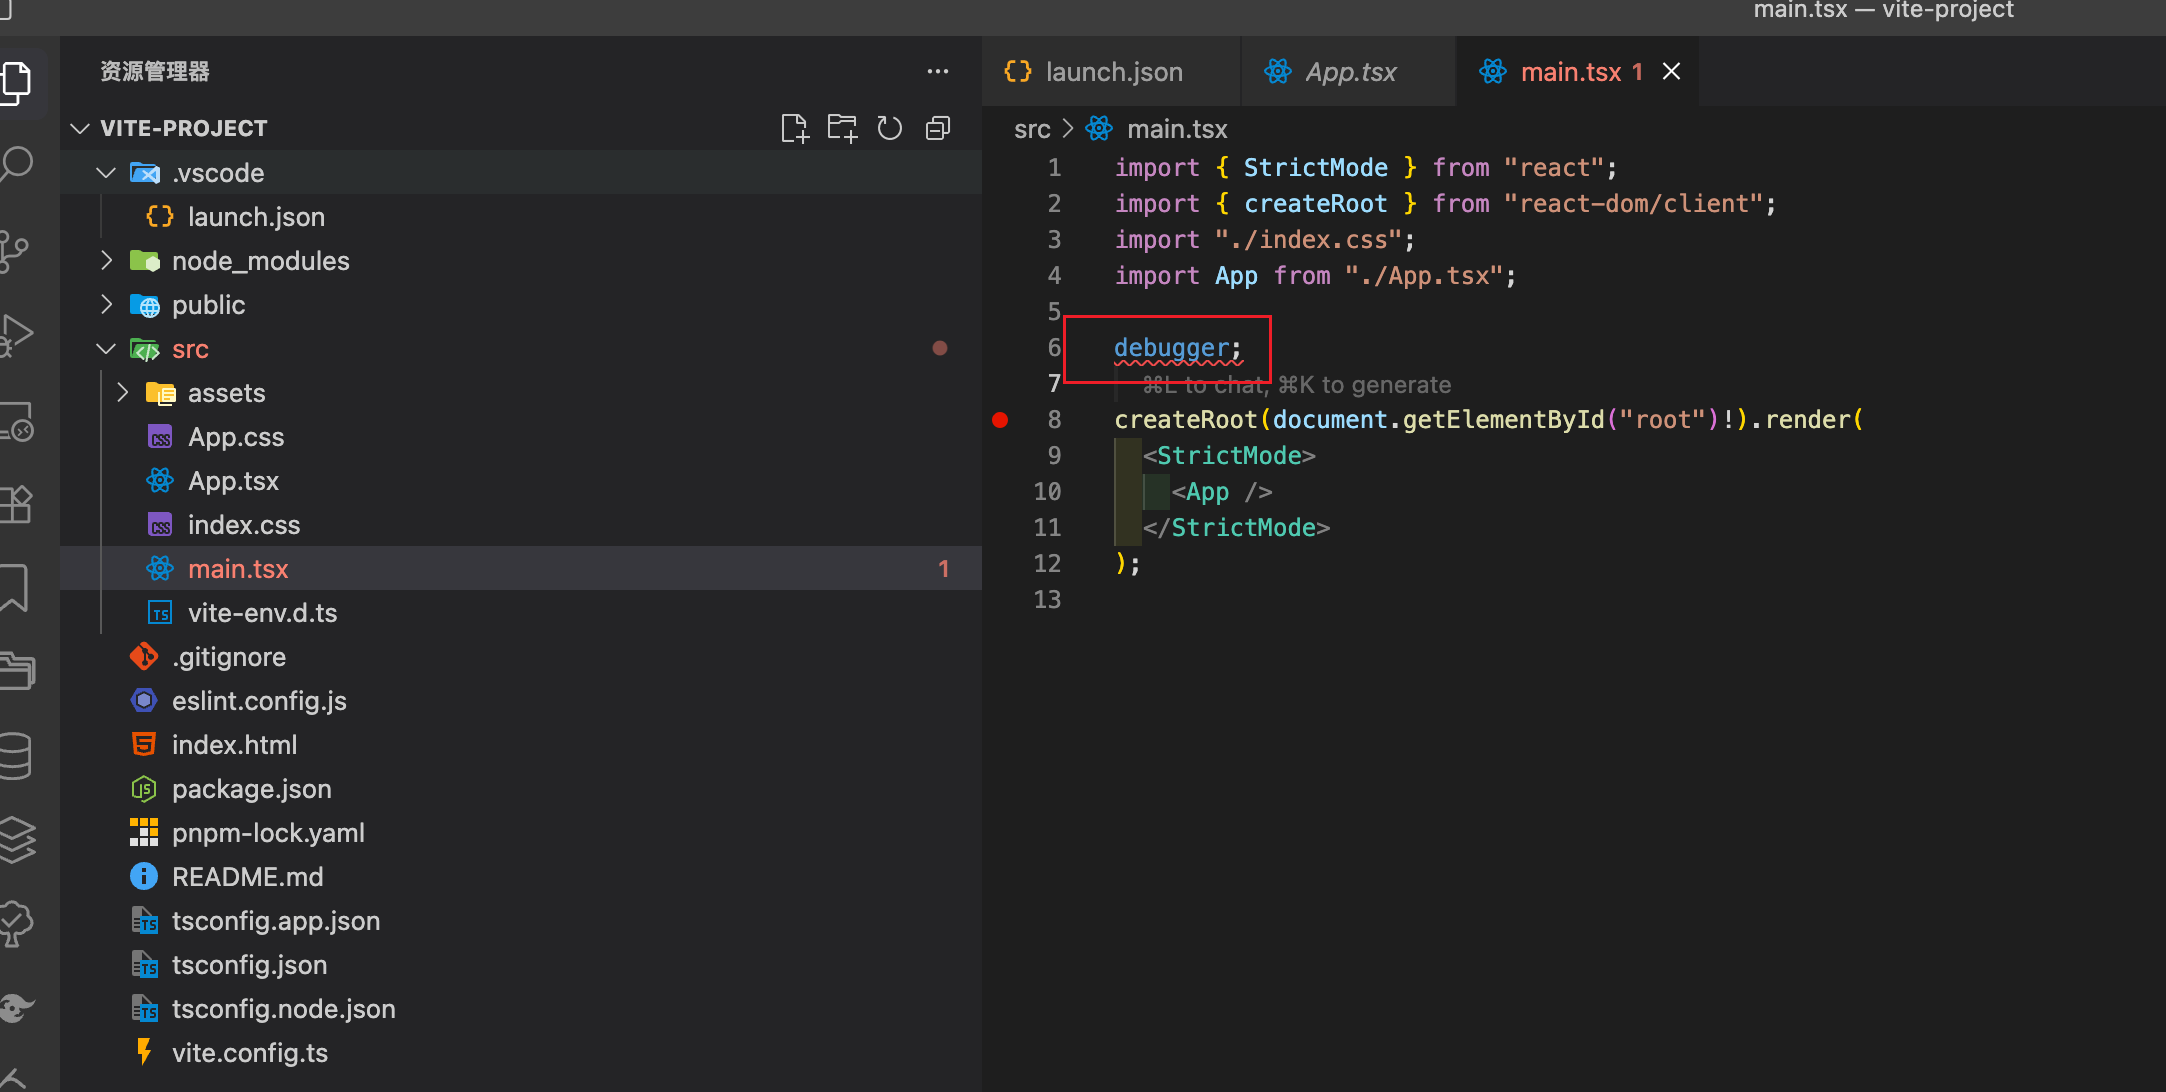 main.tsx — vite-project
资源管理器
VITE-PROJECT
.vscode
launch.json
node_modules
public
src
assets
App.css
App.tsx
index.css
main.tsx 1
vite-env.d.ts
.gitignore
eslint.config.js
index.html
package.json
pnpm-lock.yaml
README.md
tsconfig.app.json
tsconfig.json
tsconfig.node.json
vite.config.ts
launch.json App.tsx main.tsx 1
src > main.tsx
1 import { StrictMode } from "react";
2 import { createRoot } from "react-dom/client";
3 import "./index.css";
4 import App from "./App.tsx";
5
6 debugger;
7 ⌘L to chat, ⌘K to generate
8 createRoot(document.getElementById("root")!).render(
9 <StrictMode>
10 <App />
11 </StrictMode>
12 );
13